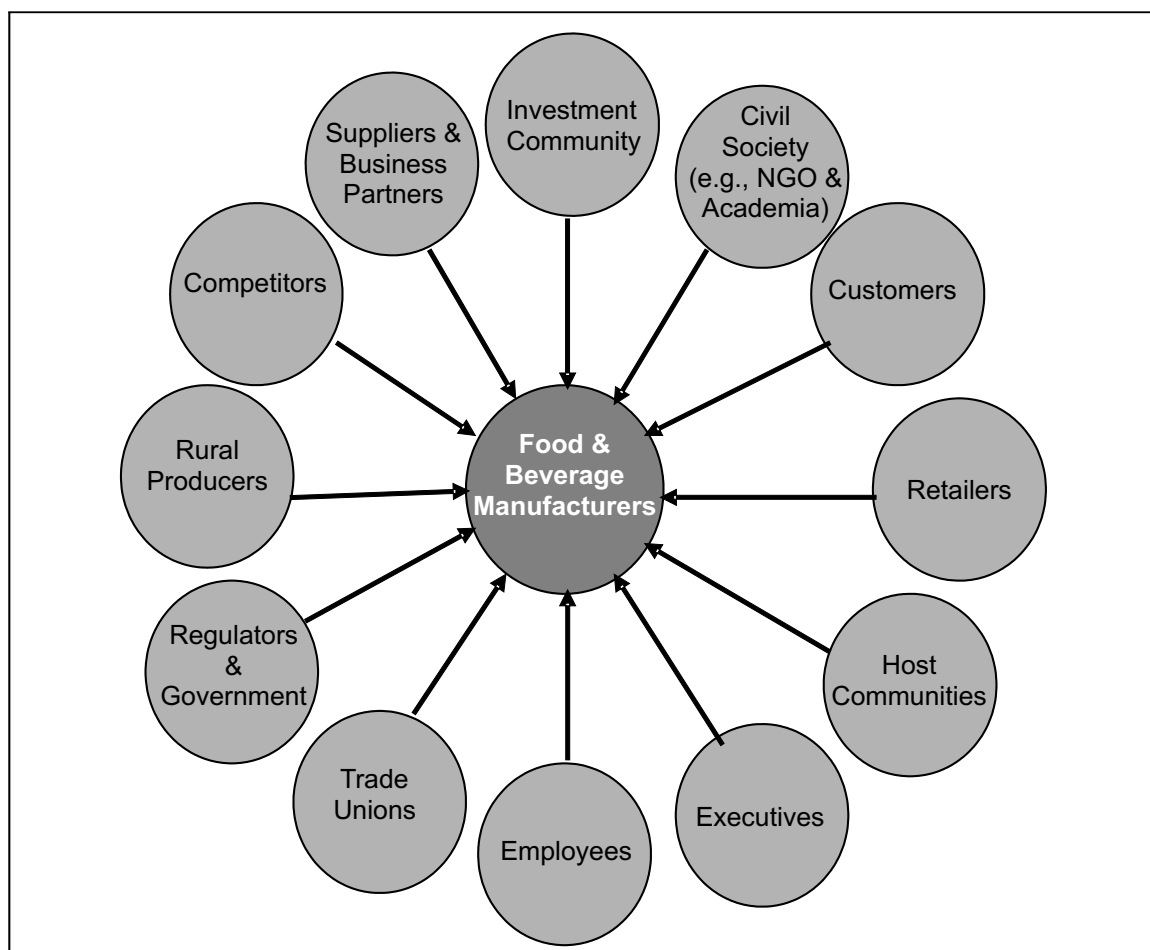 Investment
Community
Civil
Society
(e.g., NGO &
Academia)
Customers
Retailers
Host
Communities
Executives
Employees
Trade
Unions
Regulators
&
Government
Rural
Producers
Competitors
Suppliers &
Business
Partners
Food &
Beverage
Manufacturers